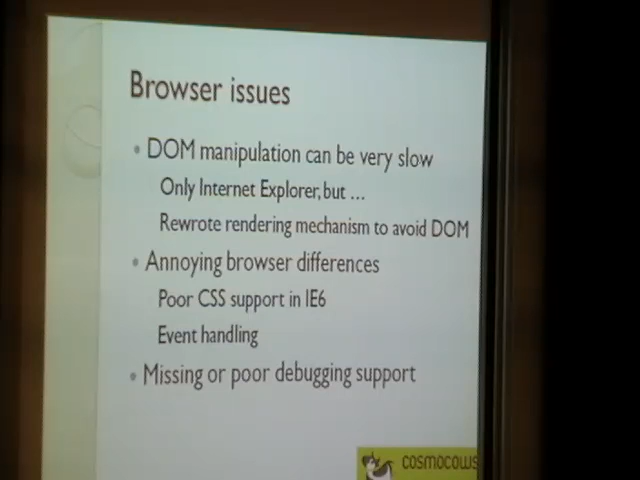 Browser issues
• DOM manipulation can be very slow
Only Internet Explorer, but ...
Rewrote rendering mechanism to avoid DOM
• Annoying browser differences
Poor CSS support in IE6
Event handling
• Missing or poor debugging support
cosmocows